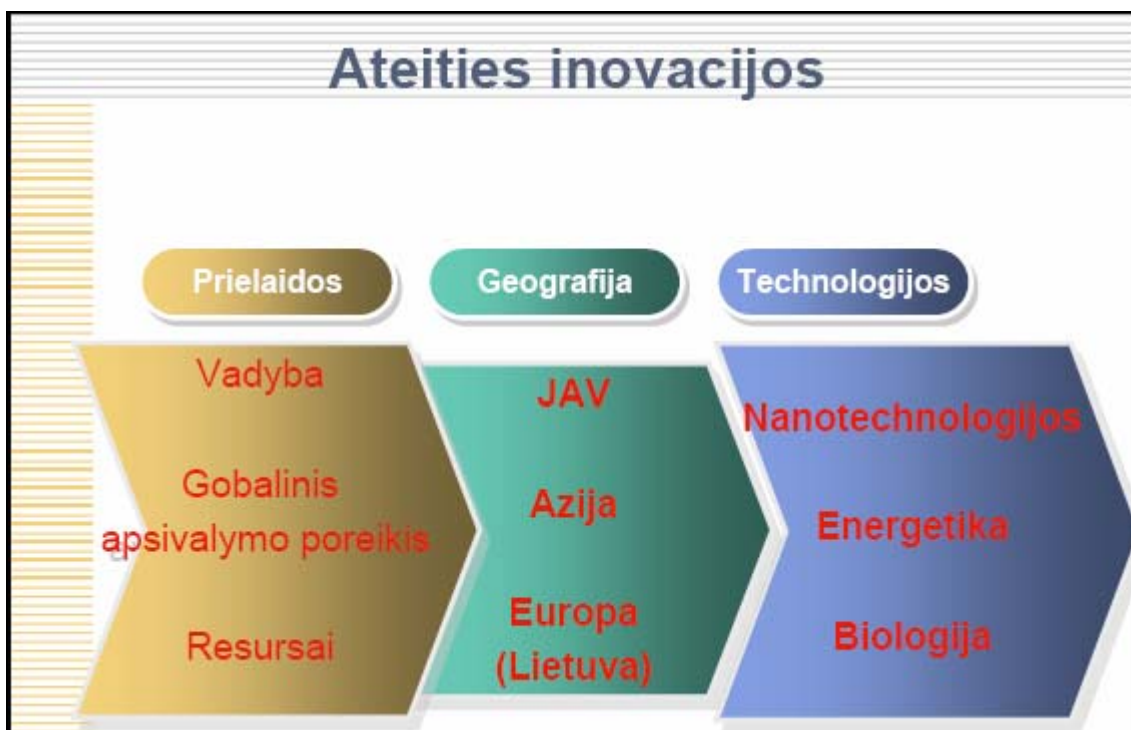 Ateities inovacijos
Prielaidos
Vadyba
Gobalinis
apsivalymo poreikis
Resursai
Geografija
JAV
Azija
Europa
(Lietuva)
Technologijos
Nanotechnologijos
Energetika
Biologija